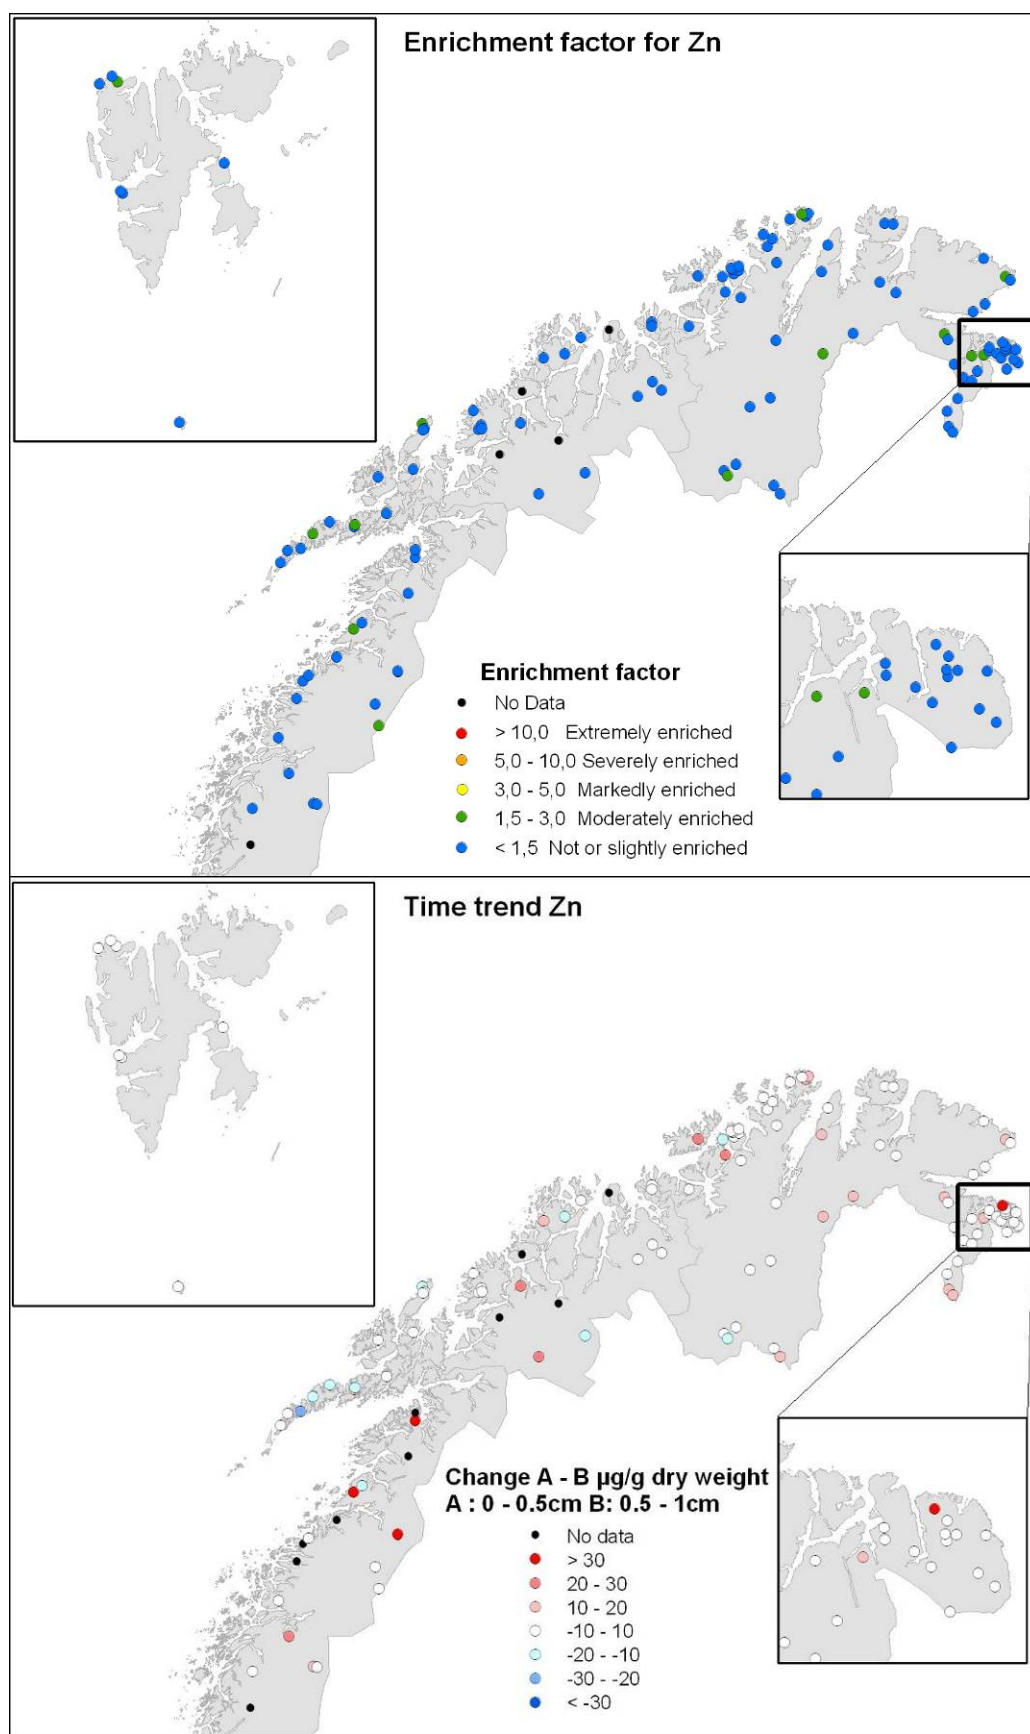 Enrichment factor for Zn
Enrichment factor
No Data
> 10,0 Extremely enriched
5,0 - 10,0 Severely enriched
3,0 - 5,0 Markedly enriched
1,5 - 3,0 Moderately enriched
< 1,5 Not or slightly enriched
Time trend Zn
Change A - B µg/g dry weight
A : 0 - 0.5cm B: 0.5 - 1cm
No data
> 30
20 - 30
10 - 20
-10 - 10
-20 - -10
-30 - -20
< -30